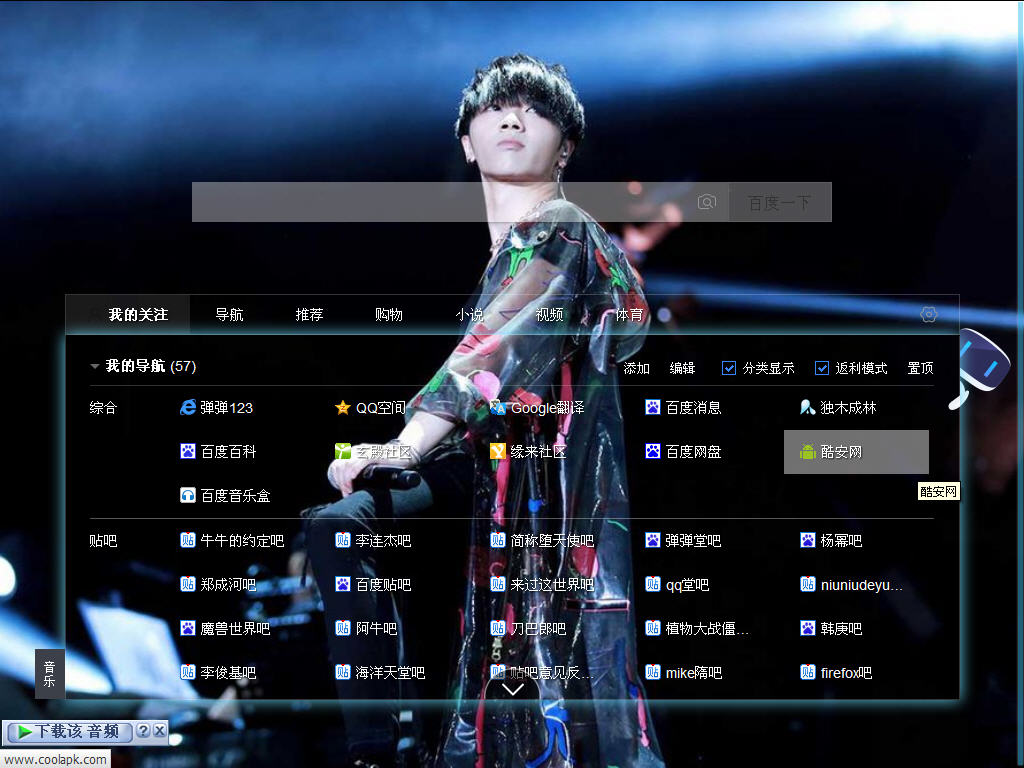 百度一下
我的关注 导航 推荐 购物 小说 视频 体育
我的导航 (57) 添加 编辑 分类显示 返利模式 置顶
综合 弹弹123 QQ空间 Google翻译 百度消息 独木成林
百度百科 玄殿社区 缘来社区 百度网盘 酷安网
百度音乐盒 酷安网
贴吧 牛牛的约定吧 李连杰吧 简称堕天使吧 弹弹堂吧 杨幂吧
郑成河吧 百度贴吧 来过这世界吧 qq堂吧 niuniudeyu...
魔兽世界吧 阿牛吧 刀巴郎吧 植物大战僵... 韩庚吧
李俊基吧 海洋天堂吧 贴吧意见反... mike隋吧 firefox吧
音乐
下载该 音频 ? X
www.coolapk.com